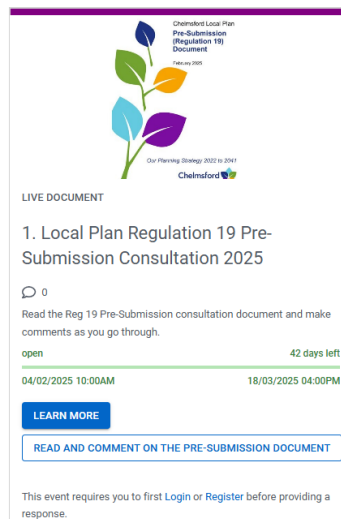 Chelmsford Local Plan
Pre-Submission
(Regulation 19)
Document
February 2025
Our Planning Strategy 2022 to 2041
Chelmsford
LIVE DOCUMENT
1. Local Plan Regulation 19 Pre-
Submission Consultation 2025
0
Read the Reg 19 Pre-Submission consultation document and make
comments as you go through.
open 42 days left
04/02/2025 10:00AM 18/03/2025 04:00PM
LEARN MORE
READ AND COMMENT ON THE PRE-SUBMISSION DOCUMENT
This event requires you to first Login or Register before providing a
response.